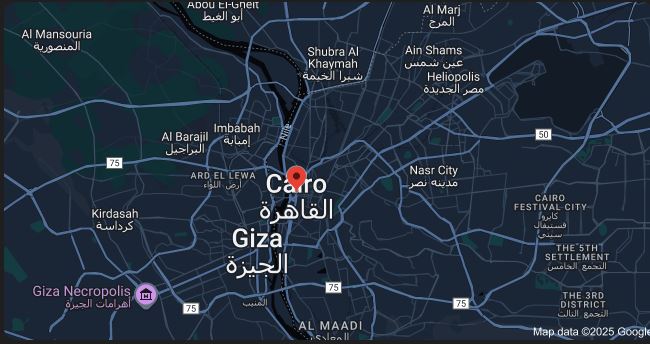 Abou El-Gheit
أبو الغيط
Al Marj
المرج
Al Mansouria
المنصورية
Shubra Al
Khaymah
شبرا الخيمة
Ain Shams
عين شمس
Heliopolis
مصر الجديدة
Imbabah
إمبابة
Nile
Al Barajil
البراجيل
50
75
ARD EL LEWA
أرض اللواء
Nasr City
مدينه نصر
Cairo
القاهرة
CAIRO
FESTIVAL CITY
كايرو
فستيفال
سيتي
Kirdasah
كرداسة
Giza
الجيزة
THE 5TH
SETTLEMENT
التجمع الخامس
Giza Necropolis
أهرامات الجيزة
75
75
75
المنيب
THE 3RD
DISTRICT
التجمع الثالث
AL MAADI
المعادي
Map data ©2025 Google